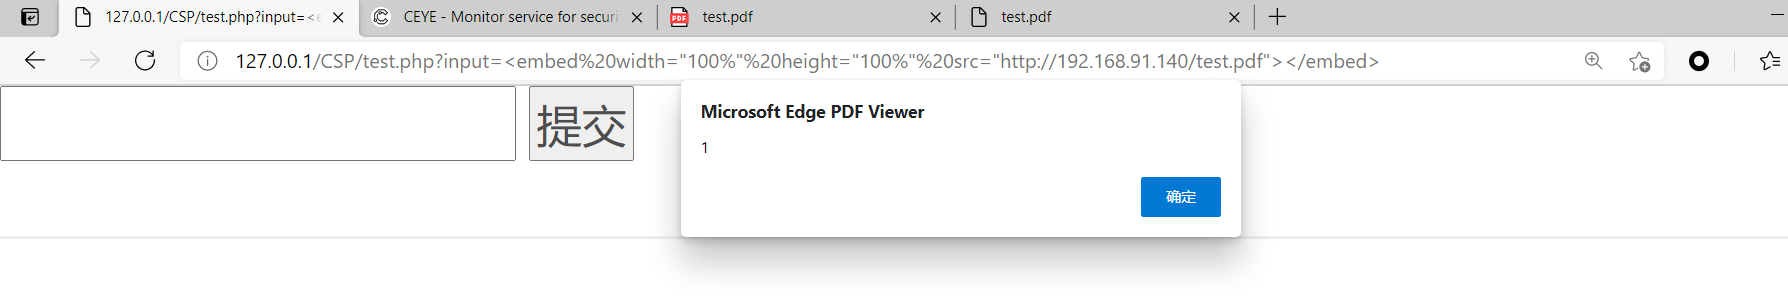 127.0.0.1/CSP/test.php?input=<e
CEYE - Monitor service for securi
PDF
test.pdf
test.pdf
127.0.0.1/CSP/test.php?input=<embed%20width="100%"%20height="100%"%20src="http://192.168.91.140/test.pdf"></embed>
提交
Microsoft Edge PDF Viewer
1
确定